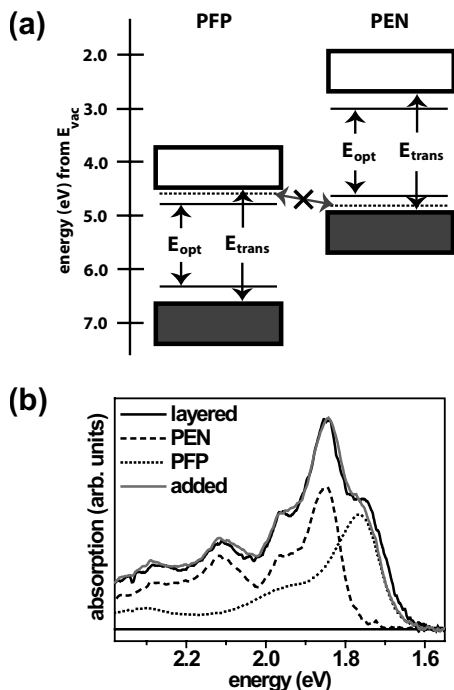 (a)
PFP PEN
energy (eV) from Evac
2.0
3.0
4.0
5.0
6.0
7.0
Eopt Etrans
Eopt Etrans
(b)
layered
PEN
PFP
added
absorption (arb. units)
2.2 2.0 1.8 1.6
energy (eV)